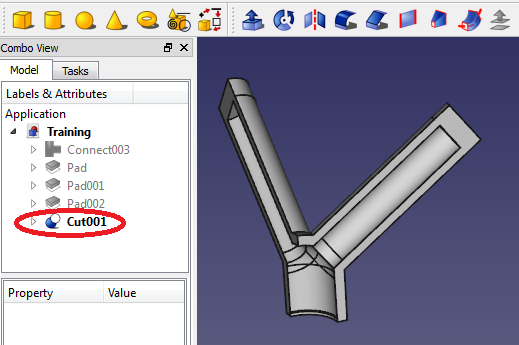 Combo View
Model Tasks
Labels & Attributes
Application
Training
Connect003
Pad
Pad001
Pad002
Cut001
Property Value